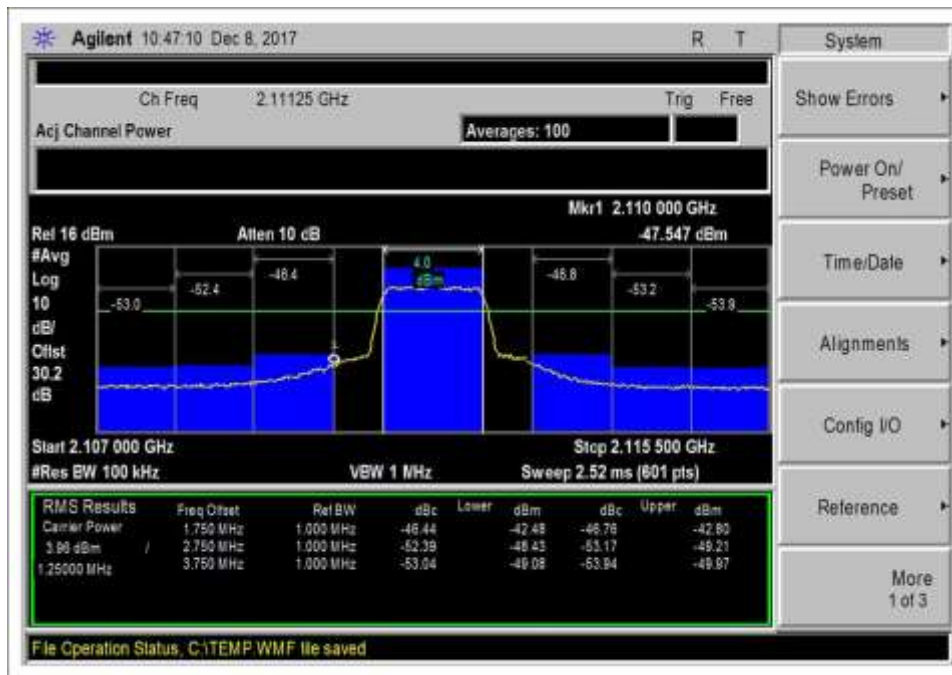 Agilent 10:47:10 Dec 8, 2017 R T
System
Ch Freq 2.11125 GHz Trig Free
Acj Channel Power Averages: 100
Show Errors
Power On/
Preset
Mkr1 2.110 000 GHz
Rel 16 dBm Atten 10 dB -47.547 dBm
#Avg
Log
10
dB/
Offst
30.2
dB
-53.0 -52.4 -46.4 4.0 dBm -46.8 -53.2 -53.9
Time/Date
Alignments
Start 2.107 000 GHz Stop 2.115 500 GHz
#Res BW 100 kHz VBW 1 MHz Sweep 2.52 ms (601 pts)
Config I/O
RMS Results Freq Offset Ref BW dBc Lower dBm dBc Upper dBm
Carrier Power 1.750 MHz 1.000 MHz -46.44 -42.48 -46.76 -42.80
3.96 dBm / 2.750 MHz 1.000 MHz -52.39 -48.43 -53.17 -49.21
1.25000 MHz 3.750 MHz 1.000 MHz -53.04 -49.08 -53.94 -49.97
Reference
More
1 of 3
File Operation Status, C:\TEMP.WMF file saved